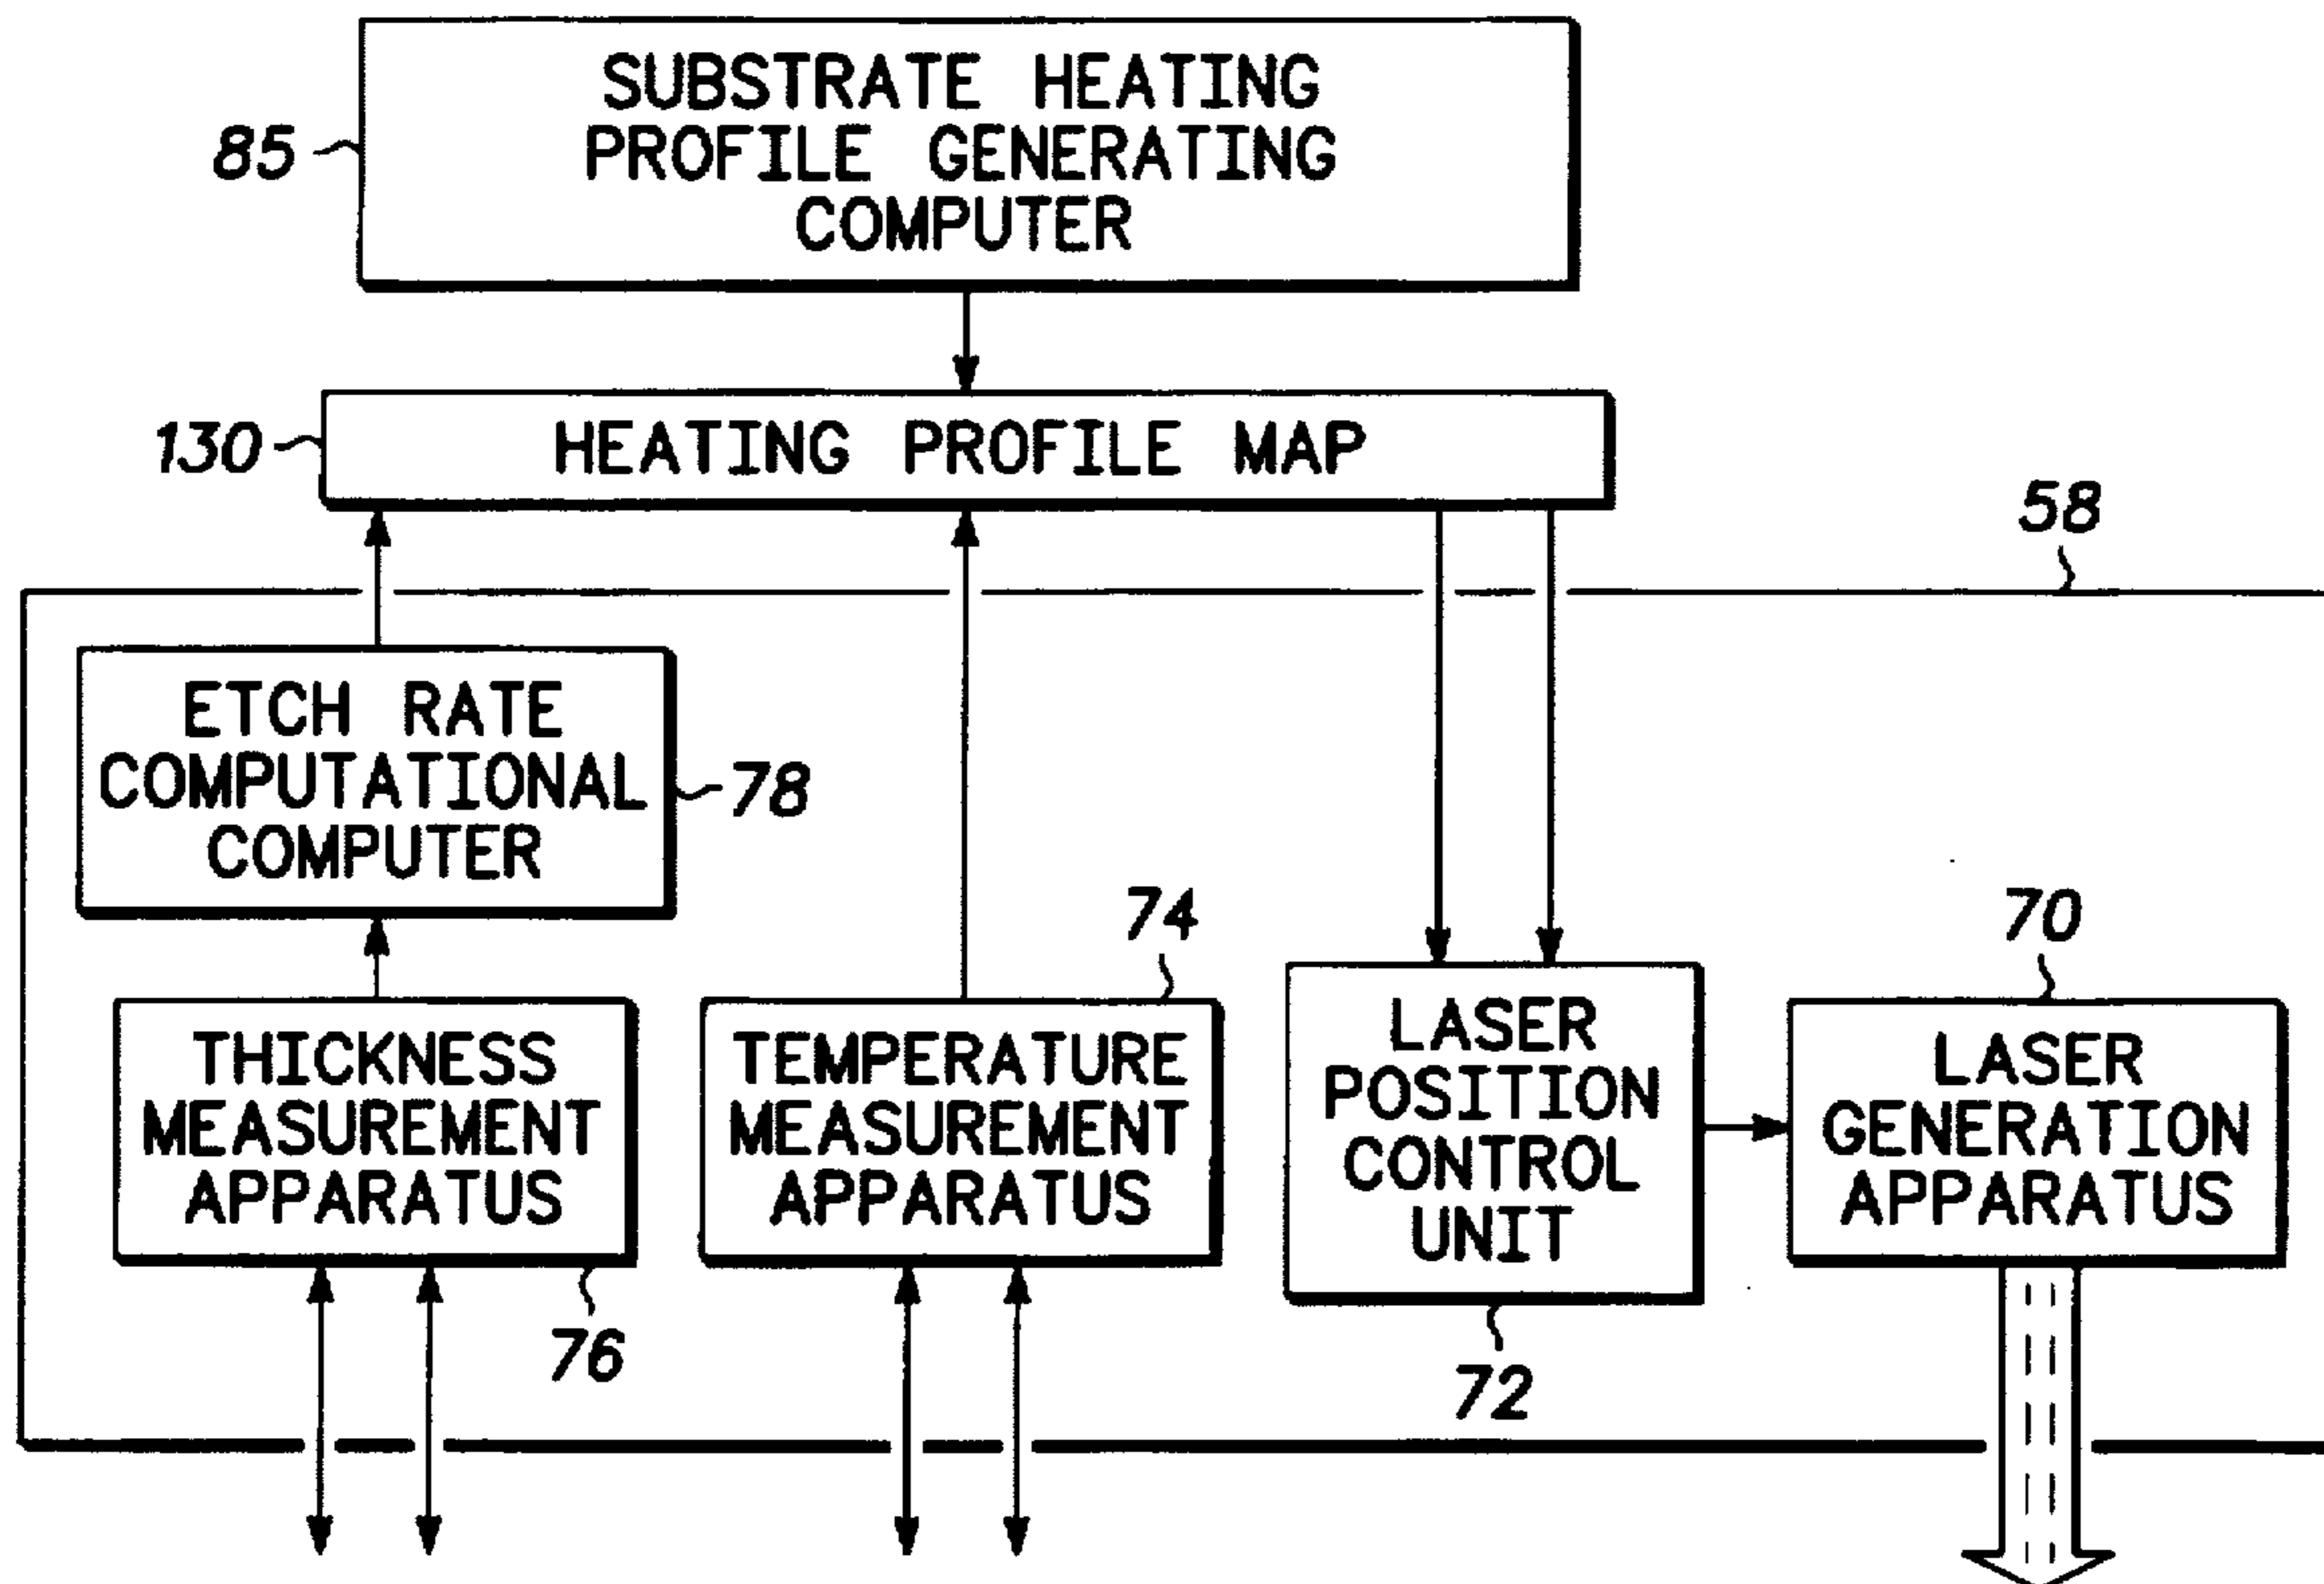 SUBSTRATE HEATING
PROFILE GENERATING
COMPUTER
85
130
HEATING PROFILE MAP
58
ETCH RATE
COMPUTATIONAL
COMPUTER
78
74
70
THICKNESS
MEASUREMENT
APPARATUS
76
TEMPERATURE
MEASUREMENT
APPARATUS
LASER
POSITION
CONTROL
UNIT
72
LASER
GENERATION
APPARATUS